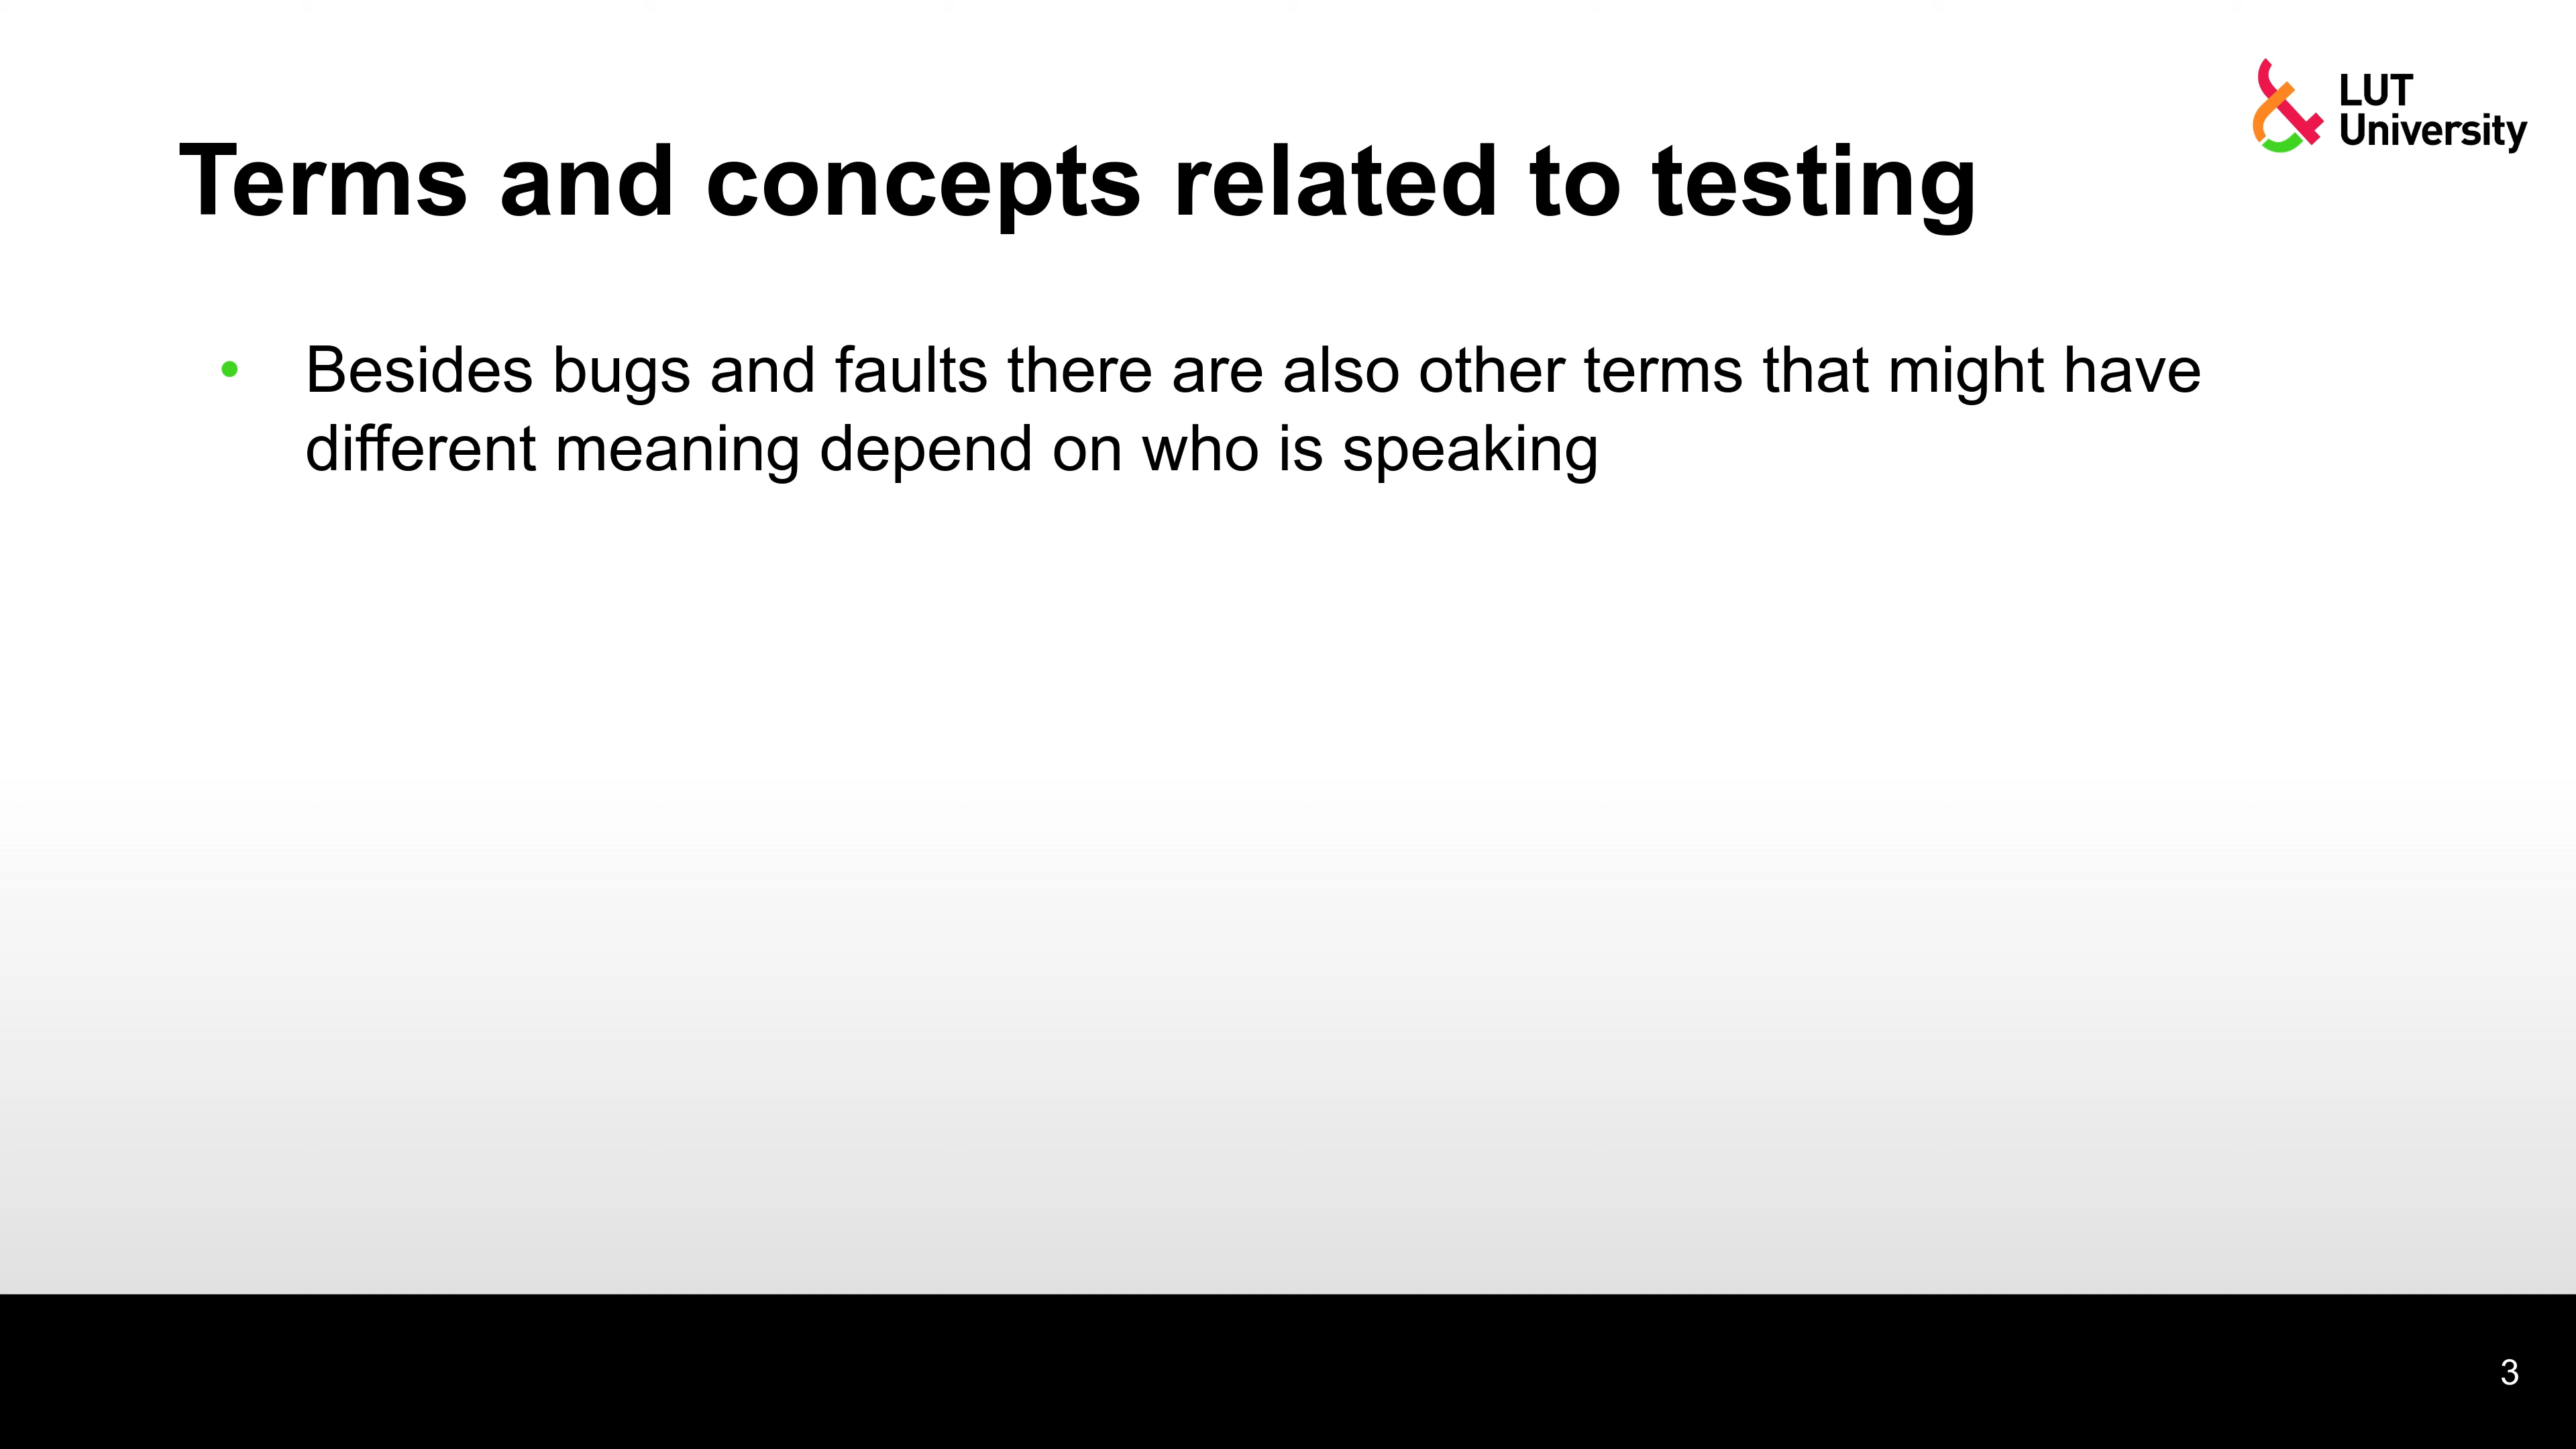 LUT
University
Terms and concepts related to testing
• Besides bugs and faults there are also other terms that might have
different meaning depend on who is speaking
3